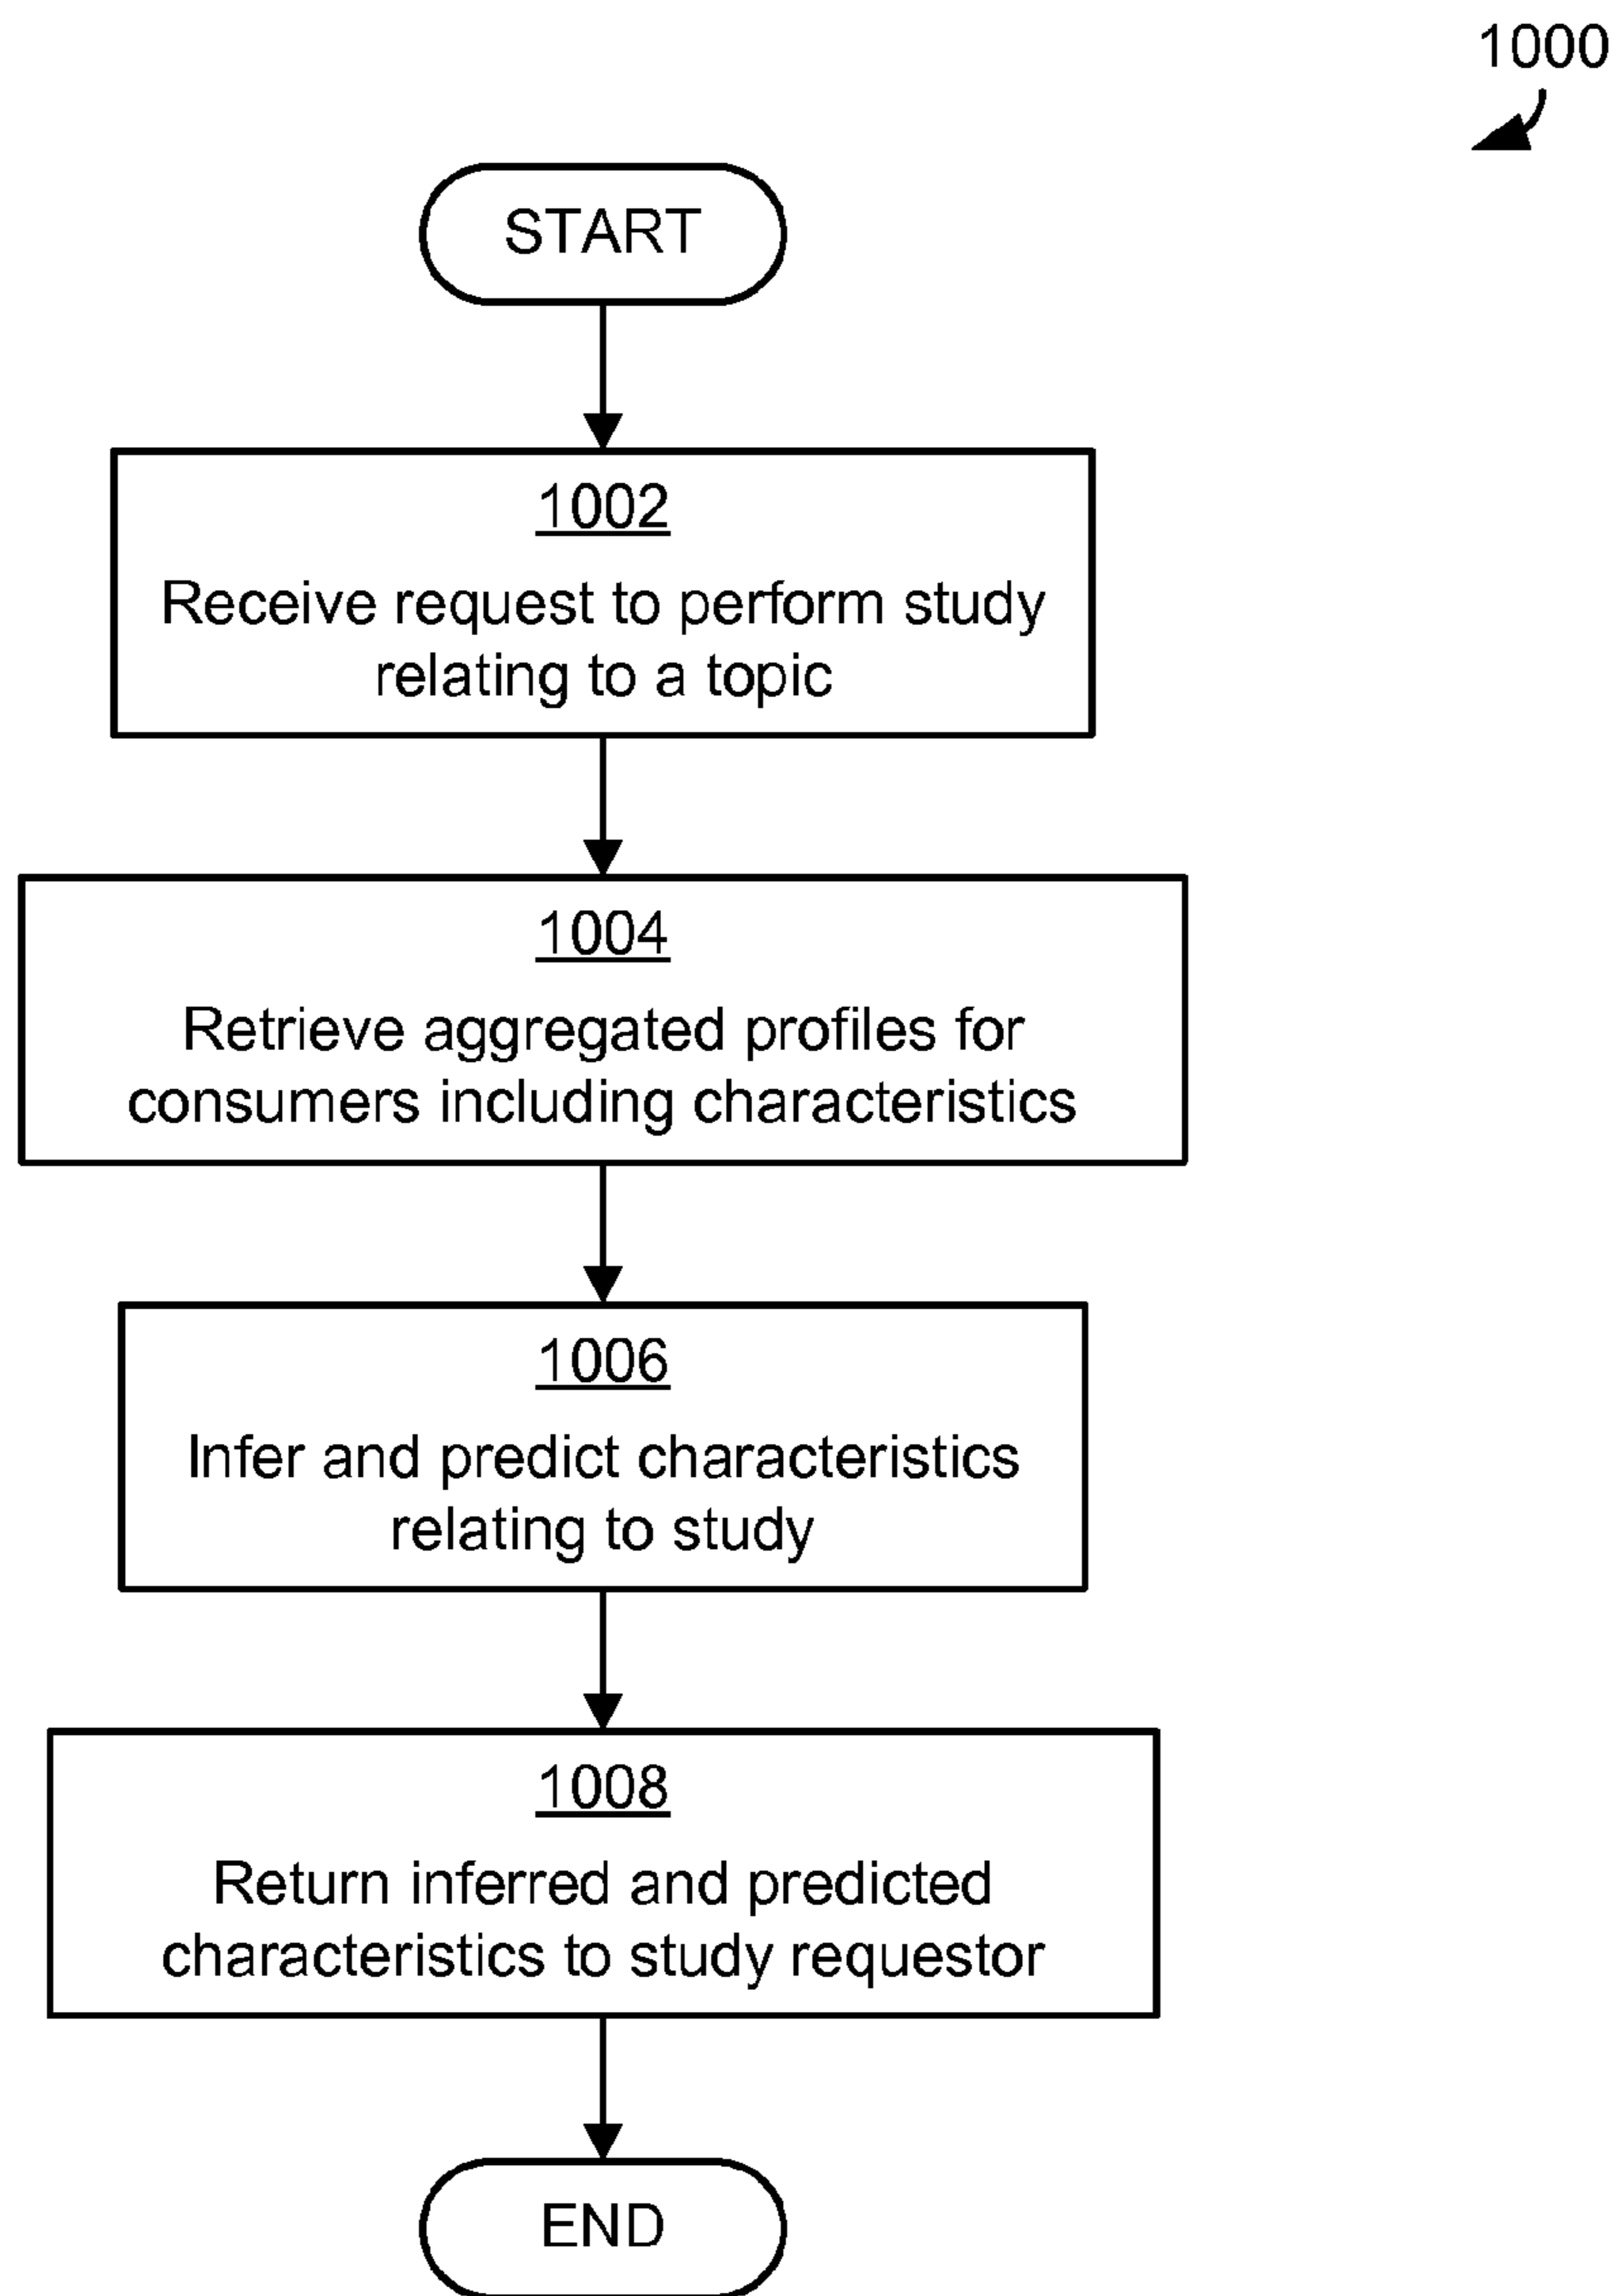 1000
START
1002
Receive request to perform study
relating to a topic
1004
Retrieve aggregated profiles for
consumers including characteristics
1006
Infer and predict characteristics
relating to study
1008
Return inferred and predicted
characteristics to study requestor
END